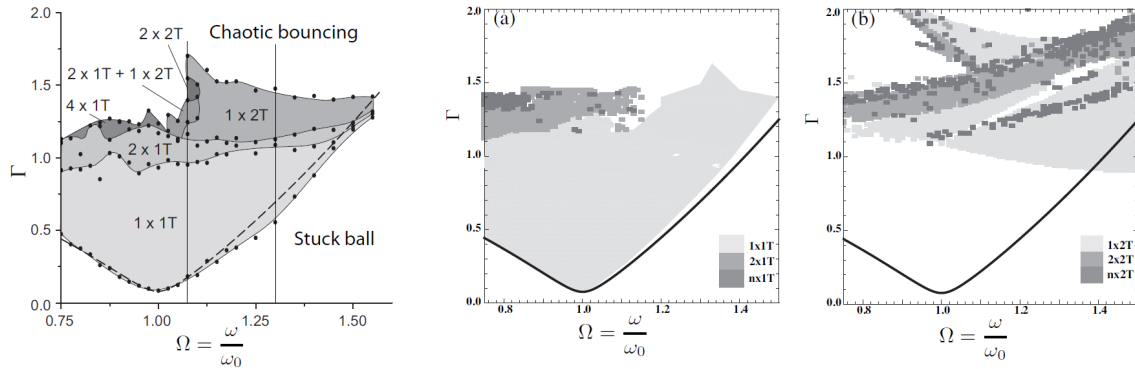 2.0
1.5
1.0
0.5
0.0
Γ
2 x 2T
Chaotic bouncing
2 x 1T + 1 x 2T
4 x 1T
1 x 2T
2 x 1T
1 x 1T
Stuck ball
0.75
1.00
1.25
1.50
Ω = ω/ω0
(a)
2.0
1.5
1.0
0.5
0.0
Γ
1x1T
2x1T
nx1T
0.8
1.0
1.2
1.4
Ω = ω/ω0
(b)
2.0
1.5
1.0
0.5
0.0
Γ
1x2T
2x2T
nx2T
0.8
1.0
1.2
1.4
Ω = ω/ω0